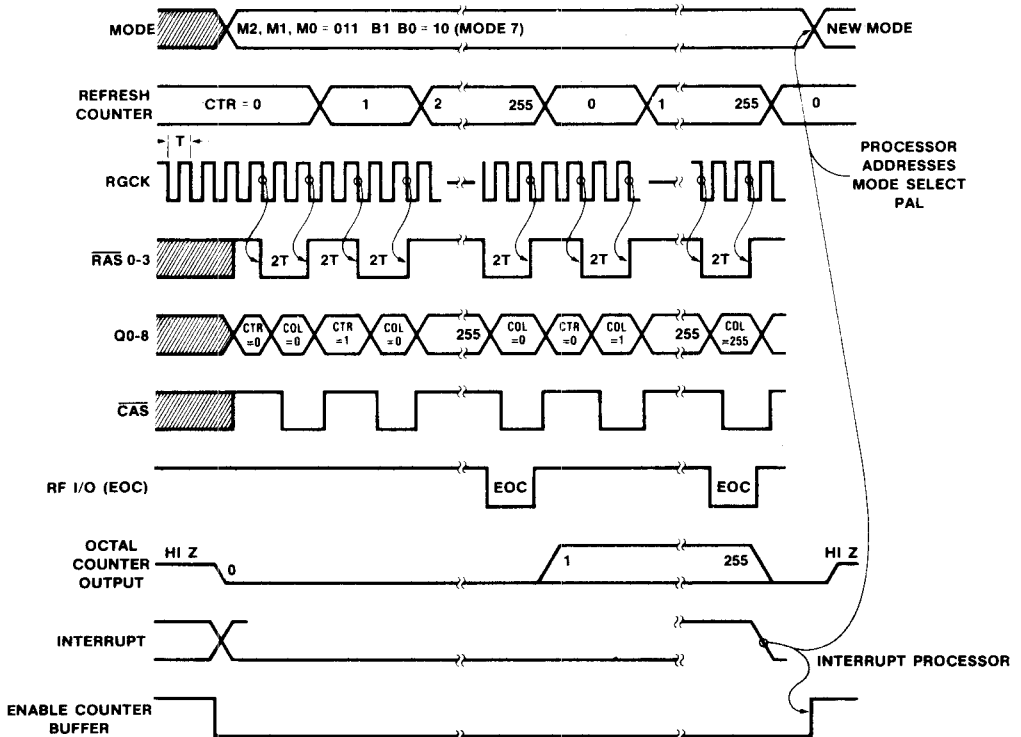 MODE
M2, M1, M0 = 011 B1 B0 = 10 (MODE 7)
NEW MODE
REFRESH
COUNTER
CTR = 0
1
2
255
0
1
255
0
T
RGCK
PROCESSOR
ADDRESSES
MODE SELECT
PAL
RAS 0-3
2T
2T
2T
2T
2T
2T
Q0-8
CTR
=0
COL
=0
CTR
=1
COL
=0
255
COL
=0
CTR
=0
COL
=1
255
COL
=255
CAS
RF I/O (EOC)
EOC
EOC
OCTAL
COUNTER
OUTPUT
HI Z
0
1
255
HI Z
INTERRUPT
INTERRUPT PROCESSOR
ENABLE COUNTER
BUFFER